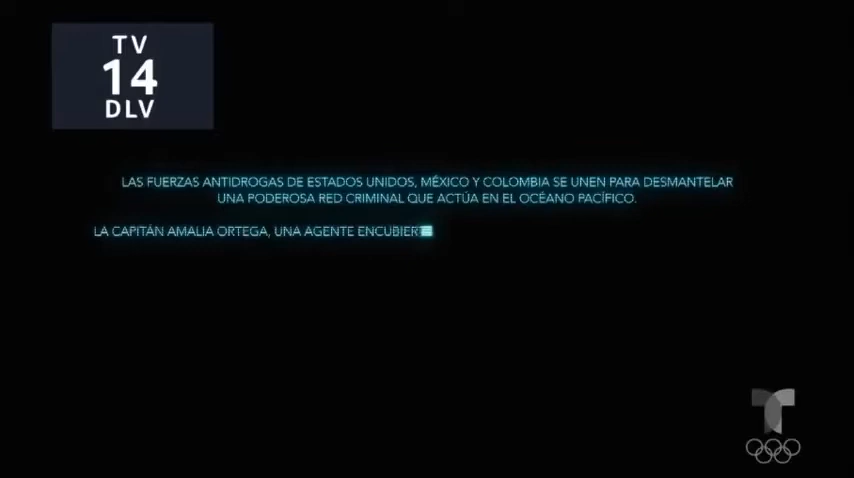 TV
14
DLV
LAS FUERZAS ANTIDROGAS DE ESTADOS UNIDOS, MÉXICO Y COLOMBIA SE UNEN PARA DESMANTELAR
UNA PODEROSA RED CRIMINAL QUE ACTÚA EN EL OCÉANO PACÍFICO.
LA CAPITÁN AMALIA ORTEGA, UNA AGENTE ENCUBIERT